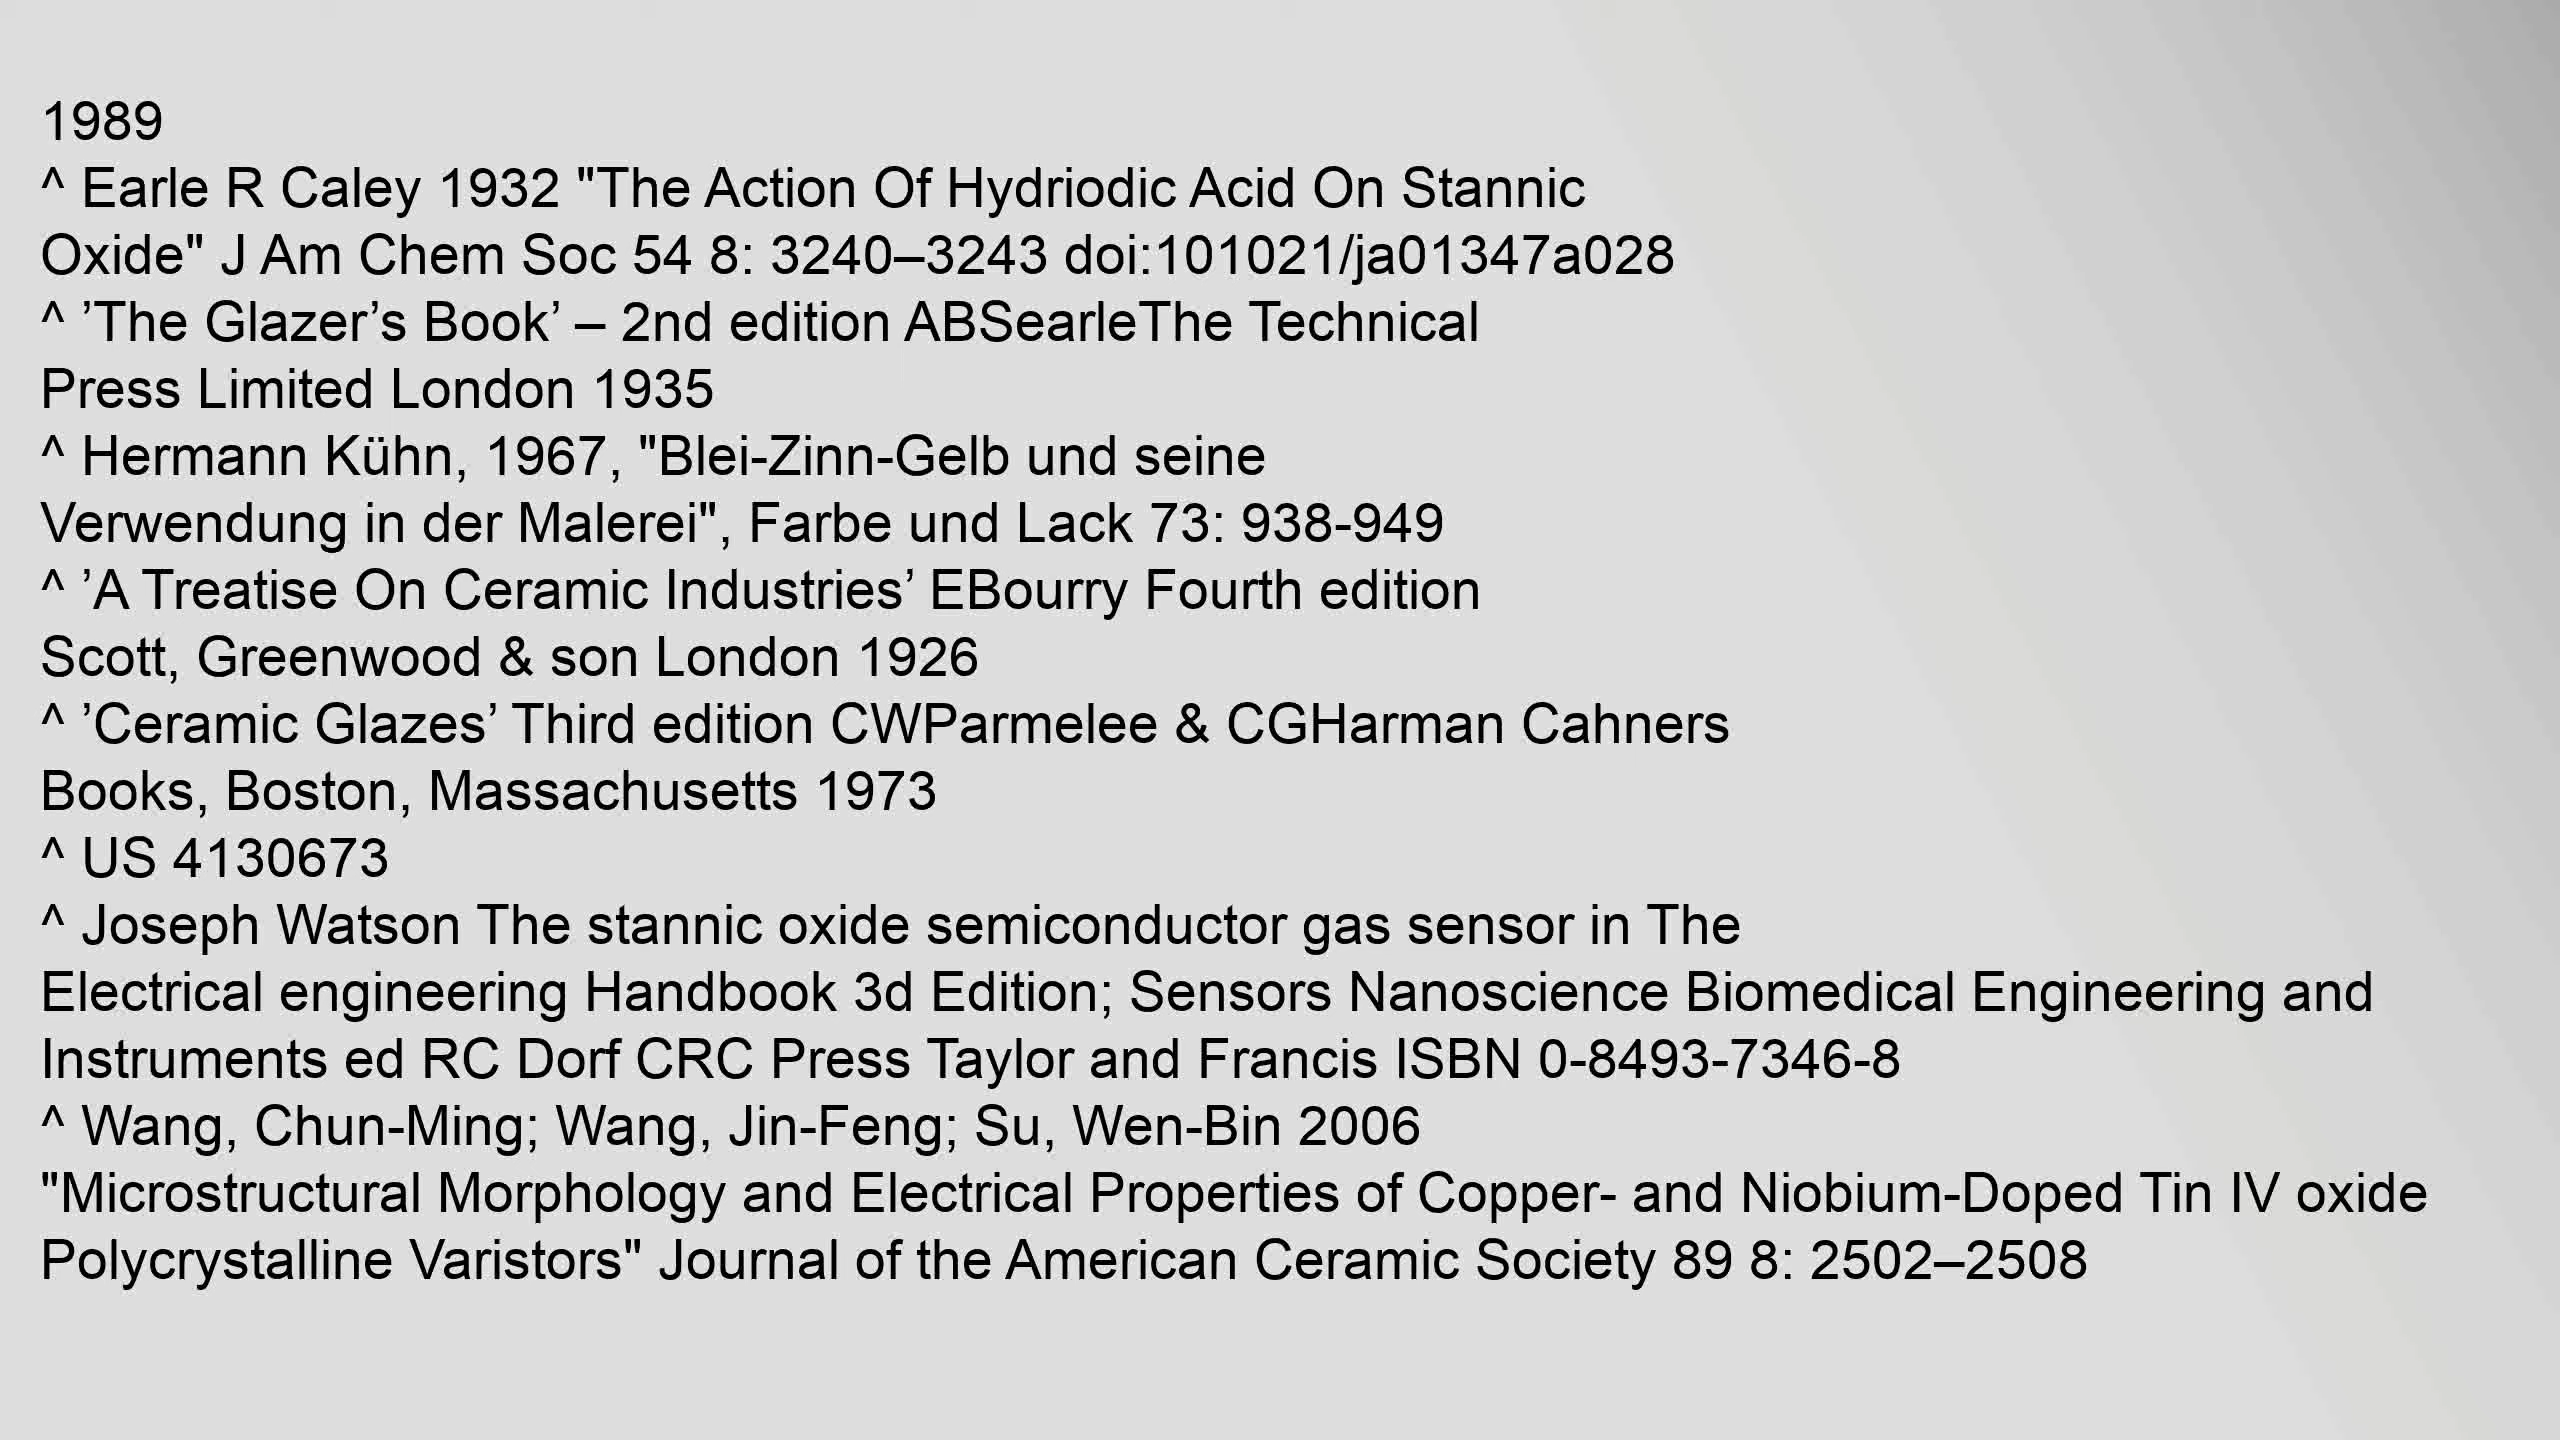 1989
^ Earle R Caley 1932 "The Action Of Hydriodic Acid On Stannic
Oxide" J Am Chem Soc 54 8: 3240–3243 doi:101021/ja01347a028
^ ’The Glazer’s Book’ – 2nd edition ABSearleThe Technical
Press Limited London 1935
^ Hermann Kühn, 1967, "Blei-Zinn-Gelb und seine
Verwendung in der Malerei", Farbe und Lack 73: 938-949
^ ’A Treatise On Ceramic Industries’ EBourry Fourth edition
Scott, Greenwood & son London 1926
^ ’Ceramic Glazes’ Third edition CWParmelee & CGHarman Cahners
Books, Boston, Massachusetts 1973
^ US 4130673
^ Joseph Watson The stannic oxide semiconductor gas sensor in The
Electrical engineering Handbook 3d Edition; Sensors Nanoscience Biomedical Engineering and
Instruments ed RC Dorf CRC Press Taylor and Francis ISBN 0-8493-7346-8
^ Wang, Chun-Ming; Wang, Jin-Feng; Su, Wen-Bin 2006
"Microstructural Morphology and Electrical Properties of Copper- and Niobium-Doped Tin IV oxide
Polycrystalline Varistors" Journal of the American Ceramic Society 89 8: 2502–2508